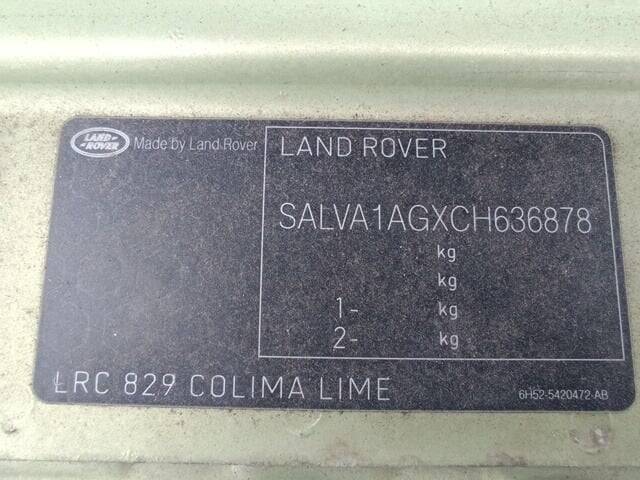 LAND ROVER
Made by Land Rover
LAND ROVER
SALVA1AGXCH636878
kg
kg
1- kg
2- kg
LRC 829 COLIMA LIME
6H52-5420472-AB